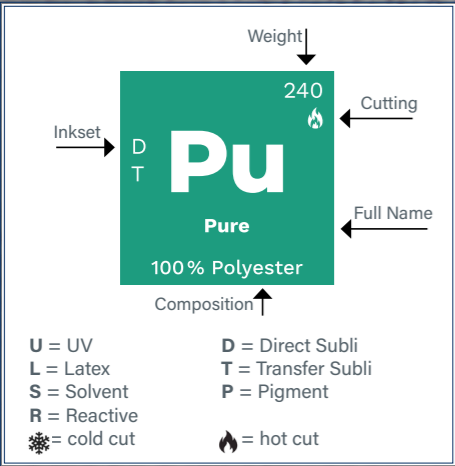 Weight
240
Cutting
Inkset
D
T
Pu
Full Name
Pure
100% Polyester
Composition
U = UV
D = Direct Subli
L = Latex
T = Transfer Subli
S = Solvent
P = Pigment
R = Reactive
= cold cut
= hot cut